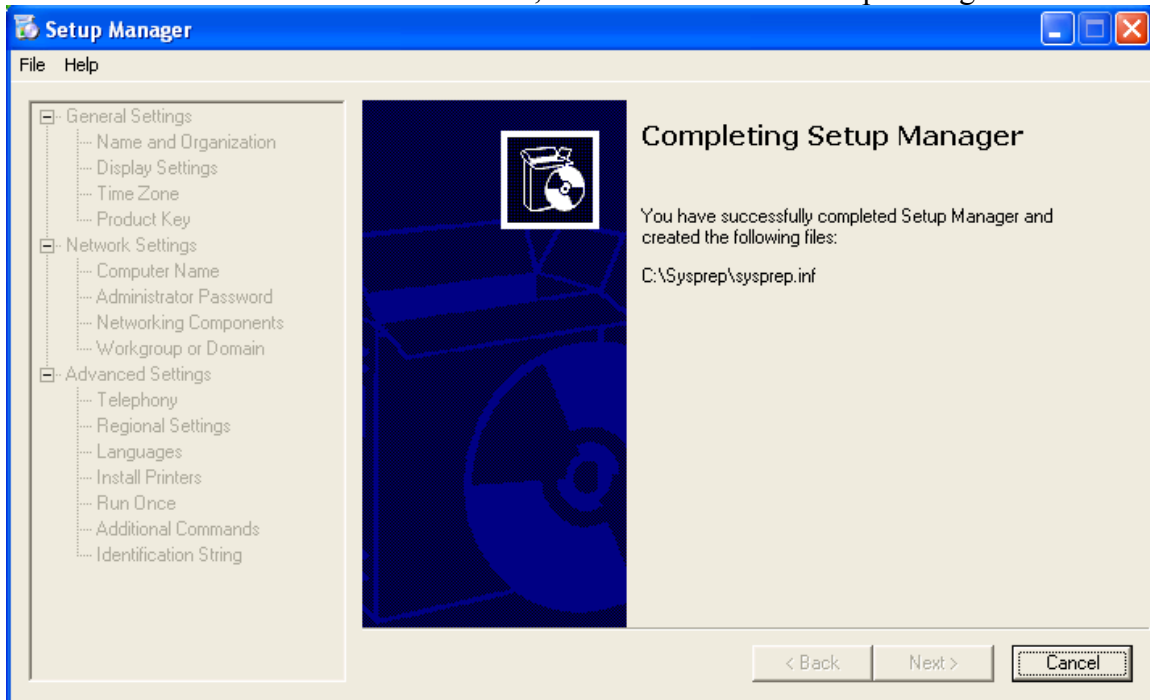 Setup Manager
File Help
General Settings
Name and Organization
Display Settings
Time Zone
Product Key
Network Settings
Computer Name
Administrator Password
Networking Components
Workgroup or Domain
Advanced Settings
Telephony
Regional Settings
Languages
Install Printers
Run Once
Additional Commands
Identification String
Completing Setup Manager
You have successfully completed Setup Manager and
created the following files:
C:\Sysprep\sysprep.inf
< Back Next > Cancel